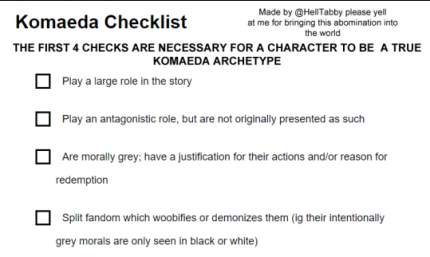 Komaeda Checklist
Made by @HellTabby please yell
at me for bringing this abomination into
the world
THE FIRST 4 CHECKS ARE NECESSARY FOR A CHARACTER TO BE A TRUE
KOMAEDA ARCHETYPE
Play a large role in the story
Play an antagonistic role, but are not originally presented as such
Are morally grey; have a justification for their actions and/or reason for
redemption
Split fandom which woobifies or demonizes them (ig their intentionally
grey morals are only seen in black or white)